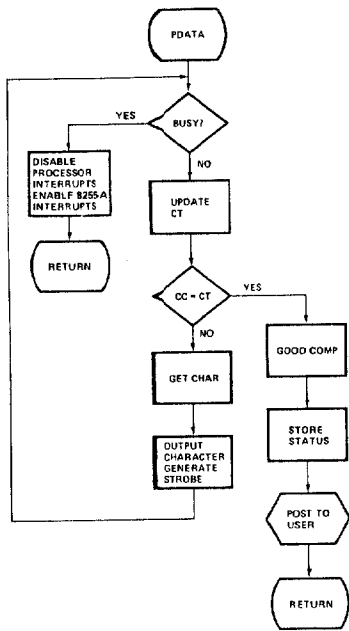 PDATA
BUSY?
YES
NO
DISABLE
PROCESSOR
INTERRUPTS
ENABLE 8255A
INTERRUPTS
RETURN
UPDATE
CT
CC = CT
YES
NO
GOOD COMP
GET CHAR
STORE
STATUS
OUTPUT
CHARACTER
GENERATE
STROBE
POST TO
USER
RETURN